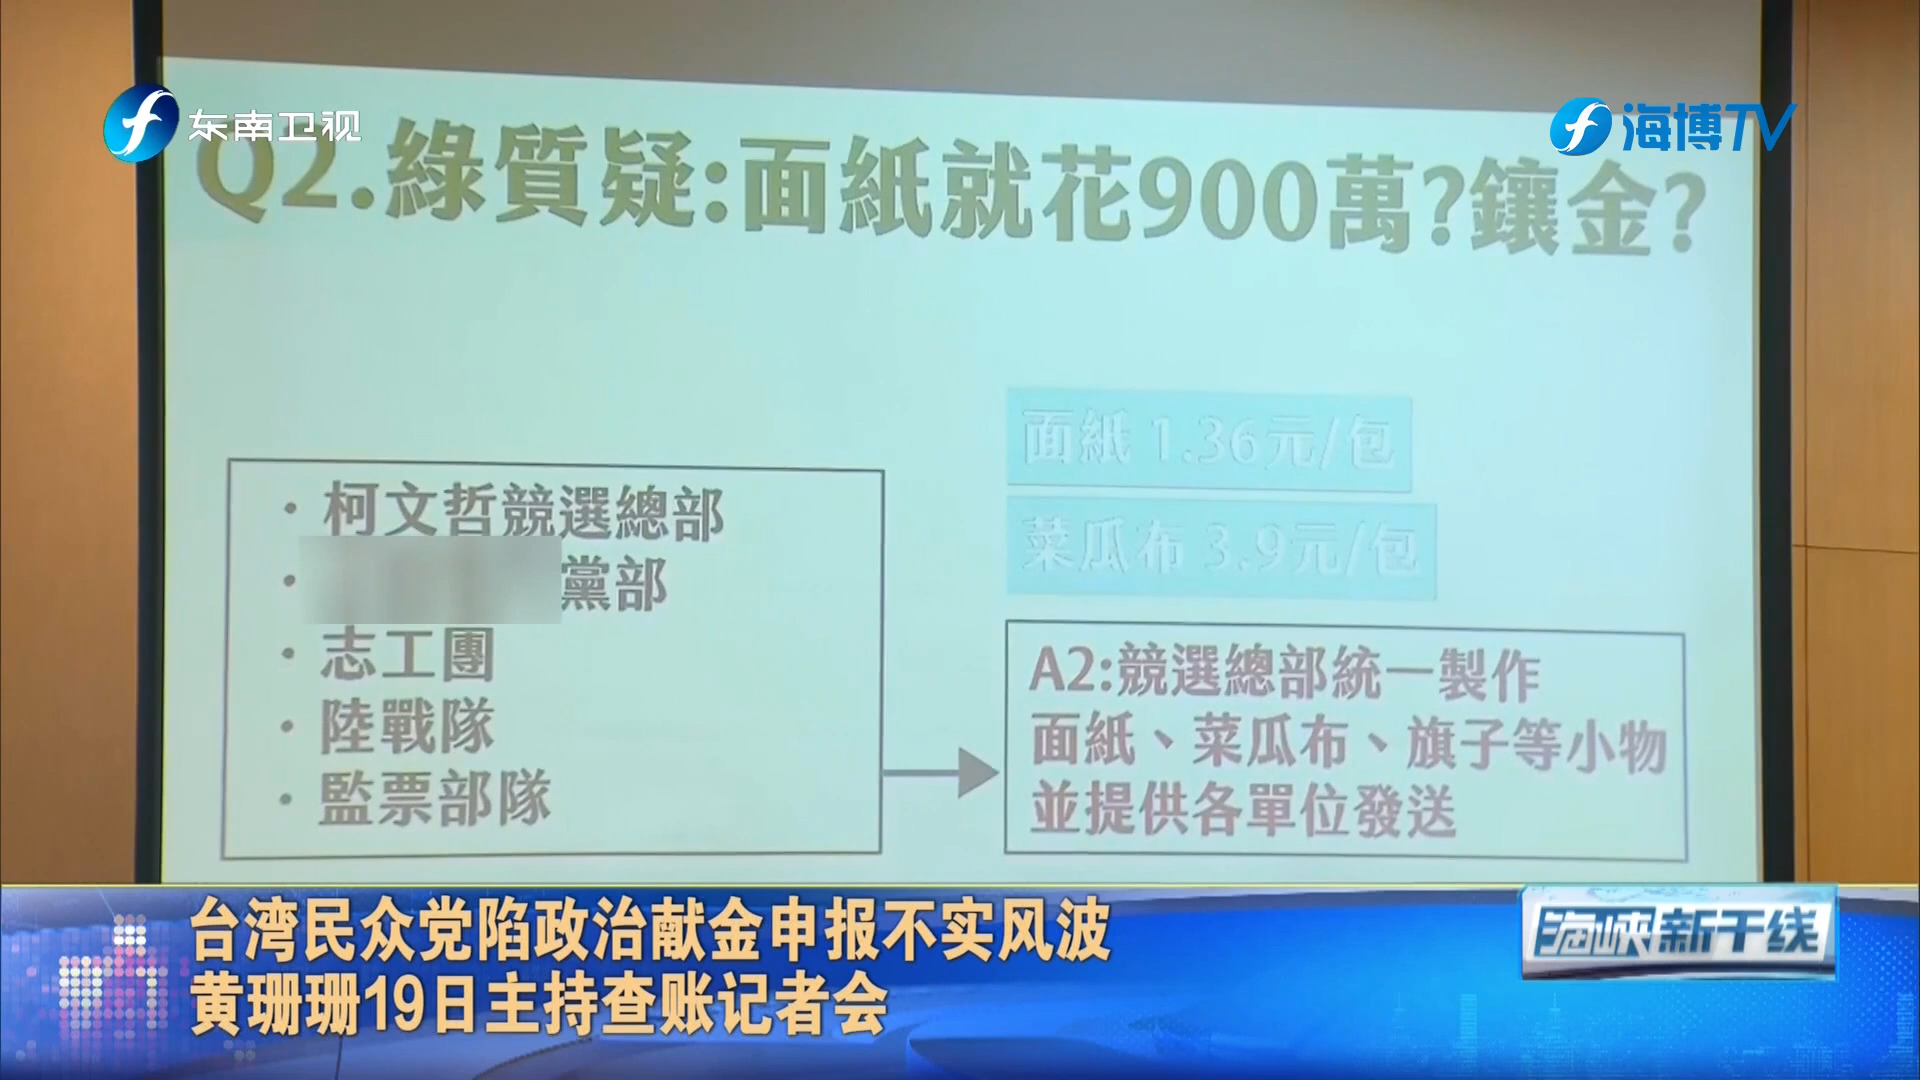 东南卫视
海博TV
Q2.綠質疑:面紙就花900萬?鑲金?
面紙 1.36元/包
菜瓜布 3.9元/包
· 柯文哲競選總部
· 黨部
· 志工團
· 陸戰隊
· 監票部隊
A2:競選總部統一製作
面紙、菜瓜布、旗子等小物
並提供各單位發送
台湾民众党陷政治献金申报不实风波
黄珊珊19日主持查账记者会
海峡新干线